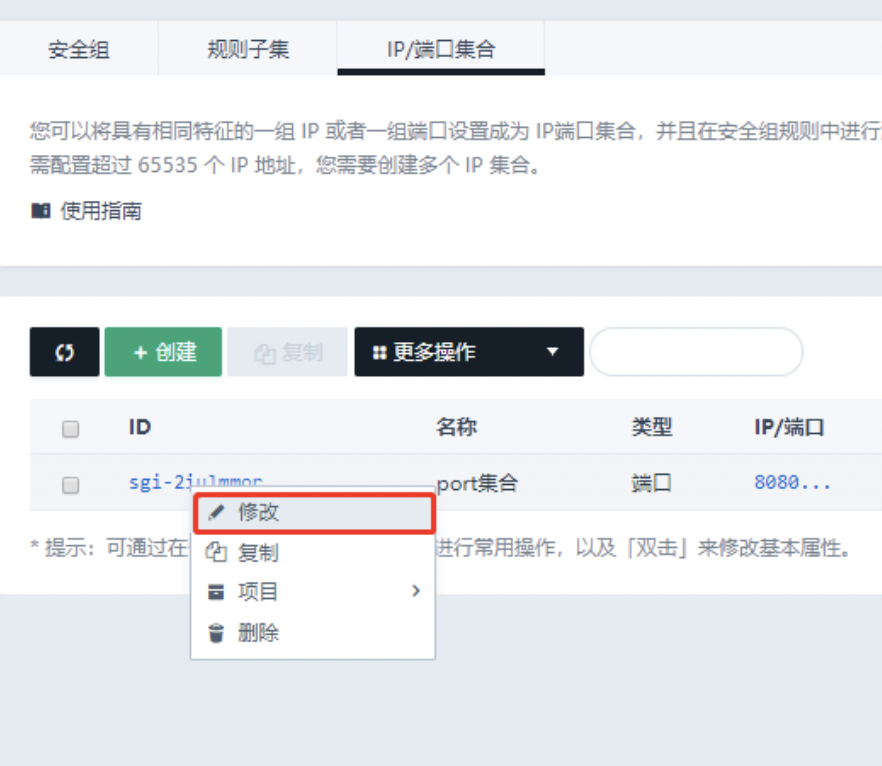 安全组 规则子集 IP/端口集合
您可以将具有相同特征的一组 IP 或者一组端口设置成为 IP端口集合，并且在安全组规则中进行
需配置超过 65535 个 IP 地址，您需要创建多个 IP 集合。
使用指南
+ 创建 复制 更多操作
ID 名称 类型 IP/端口
port集合 端口 8080...
修改
* 提示：可通过在 进行常用操作，以及「双击」来修改基本属性。
复制
项目
删除